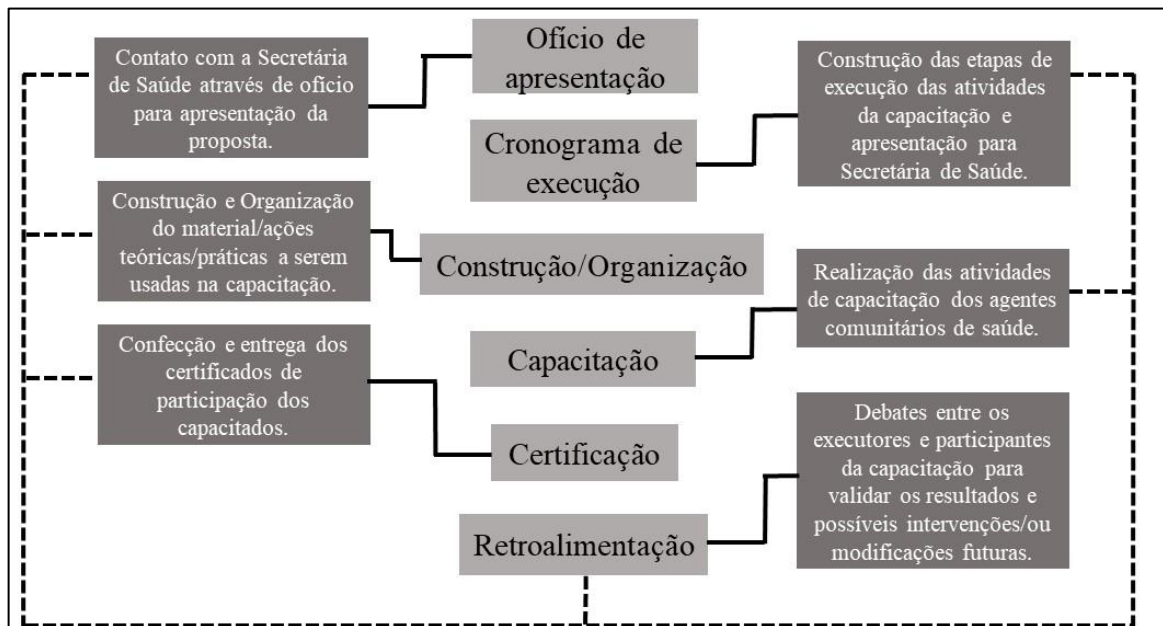 Ofício de
apresentação
Contato com a Secretária
de Saúde através de ofício
para apresentação da
proposta.
Cronograma de
execução
Construção das etapas de
execução das atividades
da capacitação e
apresentação para
Secretária de Saúde.
Construção/Organização
Construção e Organização
do material/ações
teóricas/práticas a serem
usadas na capacitação.
Capacitação
Realização das atividades
de capacitação dos agentes
comunitários de saúde.
Certificação
Confecção e entrega dos
certificados de
participação dos
capacitados.
Retroalimentação
Debates entre os
executores e participantes
da capacitação para
validar os resultados e
possíveis intervenções/ou
modificações futuras.